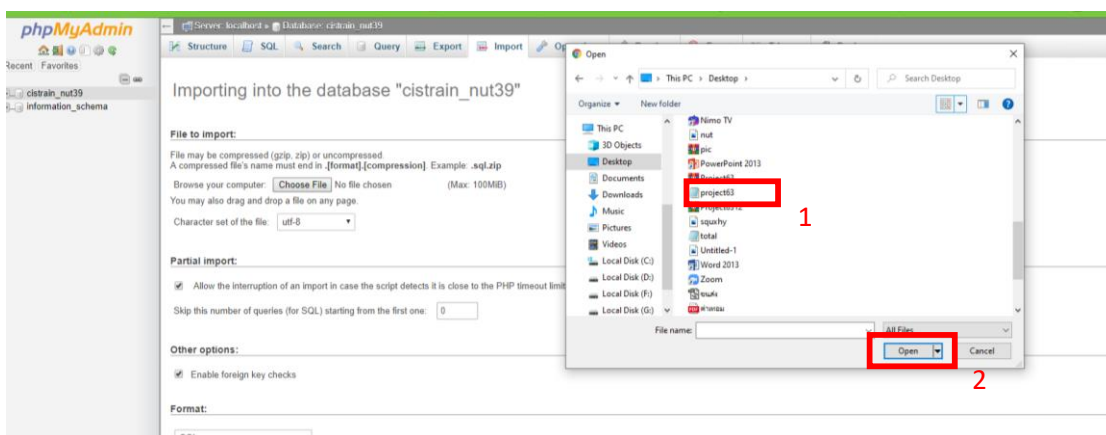 phpMyAdmin
Recent Favorites
cistrain_nut39
information_schema
Server: localhost » Database: cistrain_nut39
Structure SQL Search Query Export Import
Importing into the database "cistrain_nut39"
File to import:
File may be compressed (gzip, zip) or uncompressed.
A compressed file's name must end in .[format].[compression]. Example: .sql.zip
Browse your computer: Choose File No file chosen (Max: 100MiB)
You may also drag and drop a file on any page.
Character set of the file: utf-8
Partial import:
Allow the interruption of an import in case the script detects it is close to the PHP timeout limit
Skip this number of queries (for SQL) starting from the first one: 0
Other options:
Enable foreign key checks
Format:
Open
This PC › Desktop ›
Search Desktop
Organize
New folder
This PC
3D Objects
Desktop
Documents
Downloads
Music
Pictures
Videos
Local Disk (C:)
Local Disk (D:)
Local Disk (F:)
Local Disk (G:)
Nimo TV
nut
pic
PowerPoint 2013
Project63
project63
squxhy
total
Untitled-1
Word 2013
Zoom
1
File name:
All Files
Open
Cancel
2